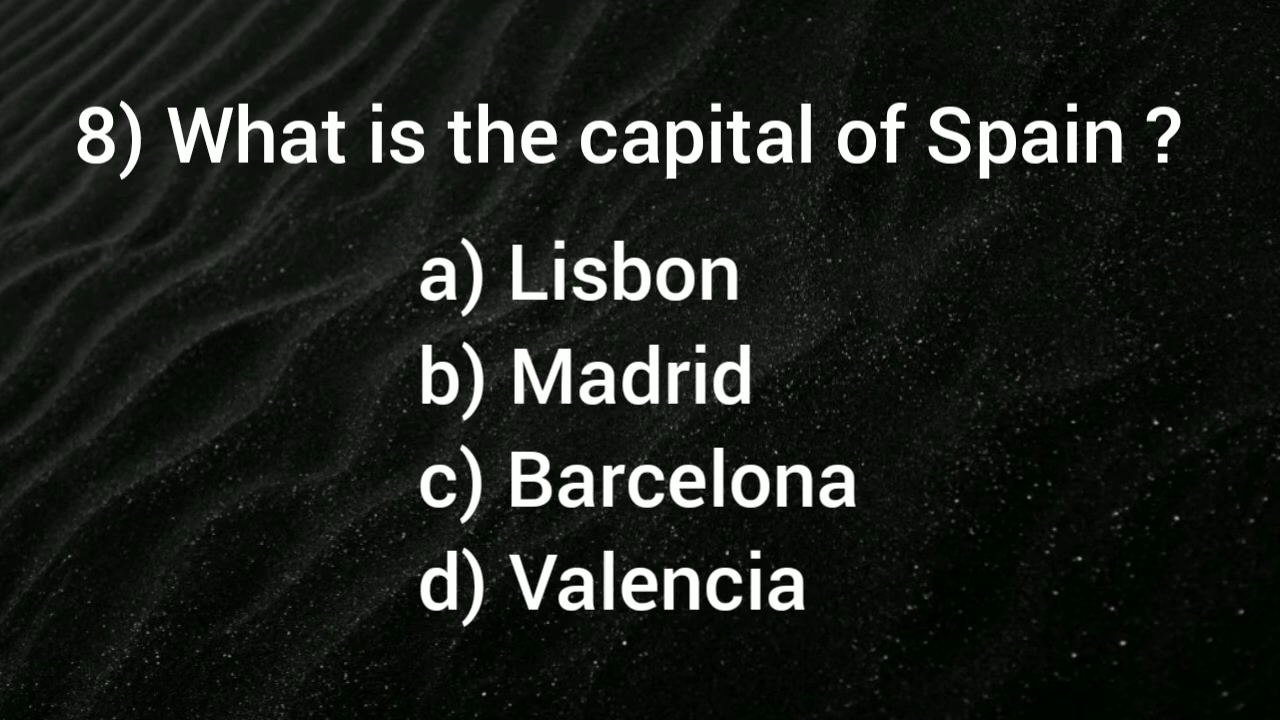 8) What is the capital of Spain ?
a) Lisbon
b) Madrid
c) Barcelona
d) Valencia